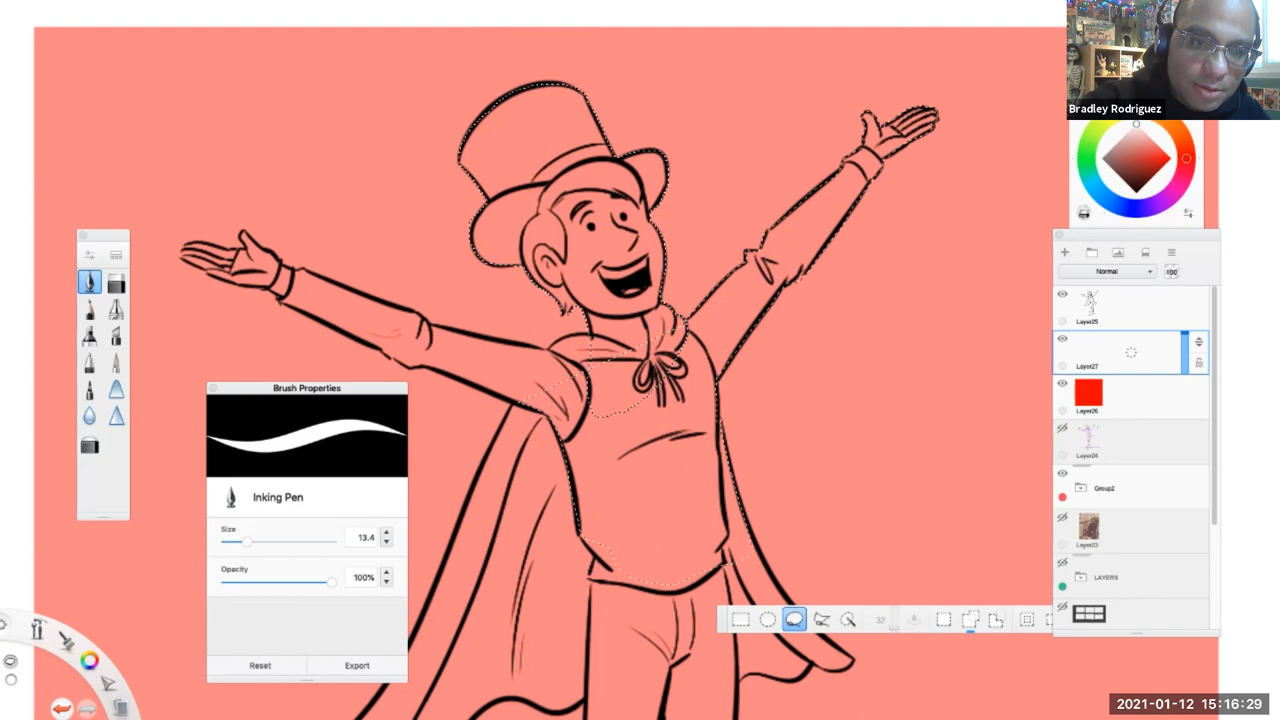 Bradley Rodriguez
Normal
100
Layer25
Layer27
Layer26
Layer24
Group2
Layer23
LAYERS
Brush Properties
Inking Pen
Size
13.4
Opacity
100%
Reset
Export
32
2021-01-12 15:16:29